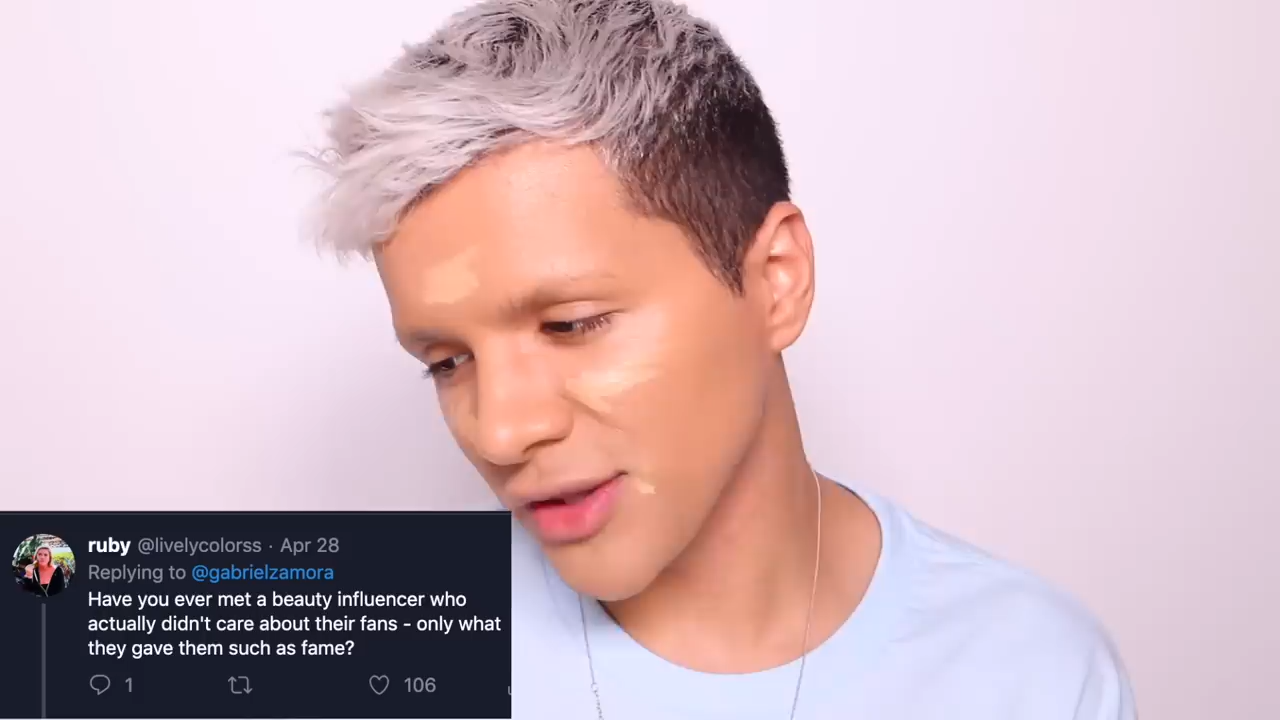 ruby @livelycolorss · Apr 28
Replying to @gabrielzamora
Have you ever met a beauty influencer who
actually didn't care about their fans - only what
they gave them such as fame?
1 106